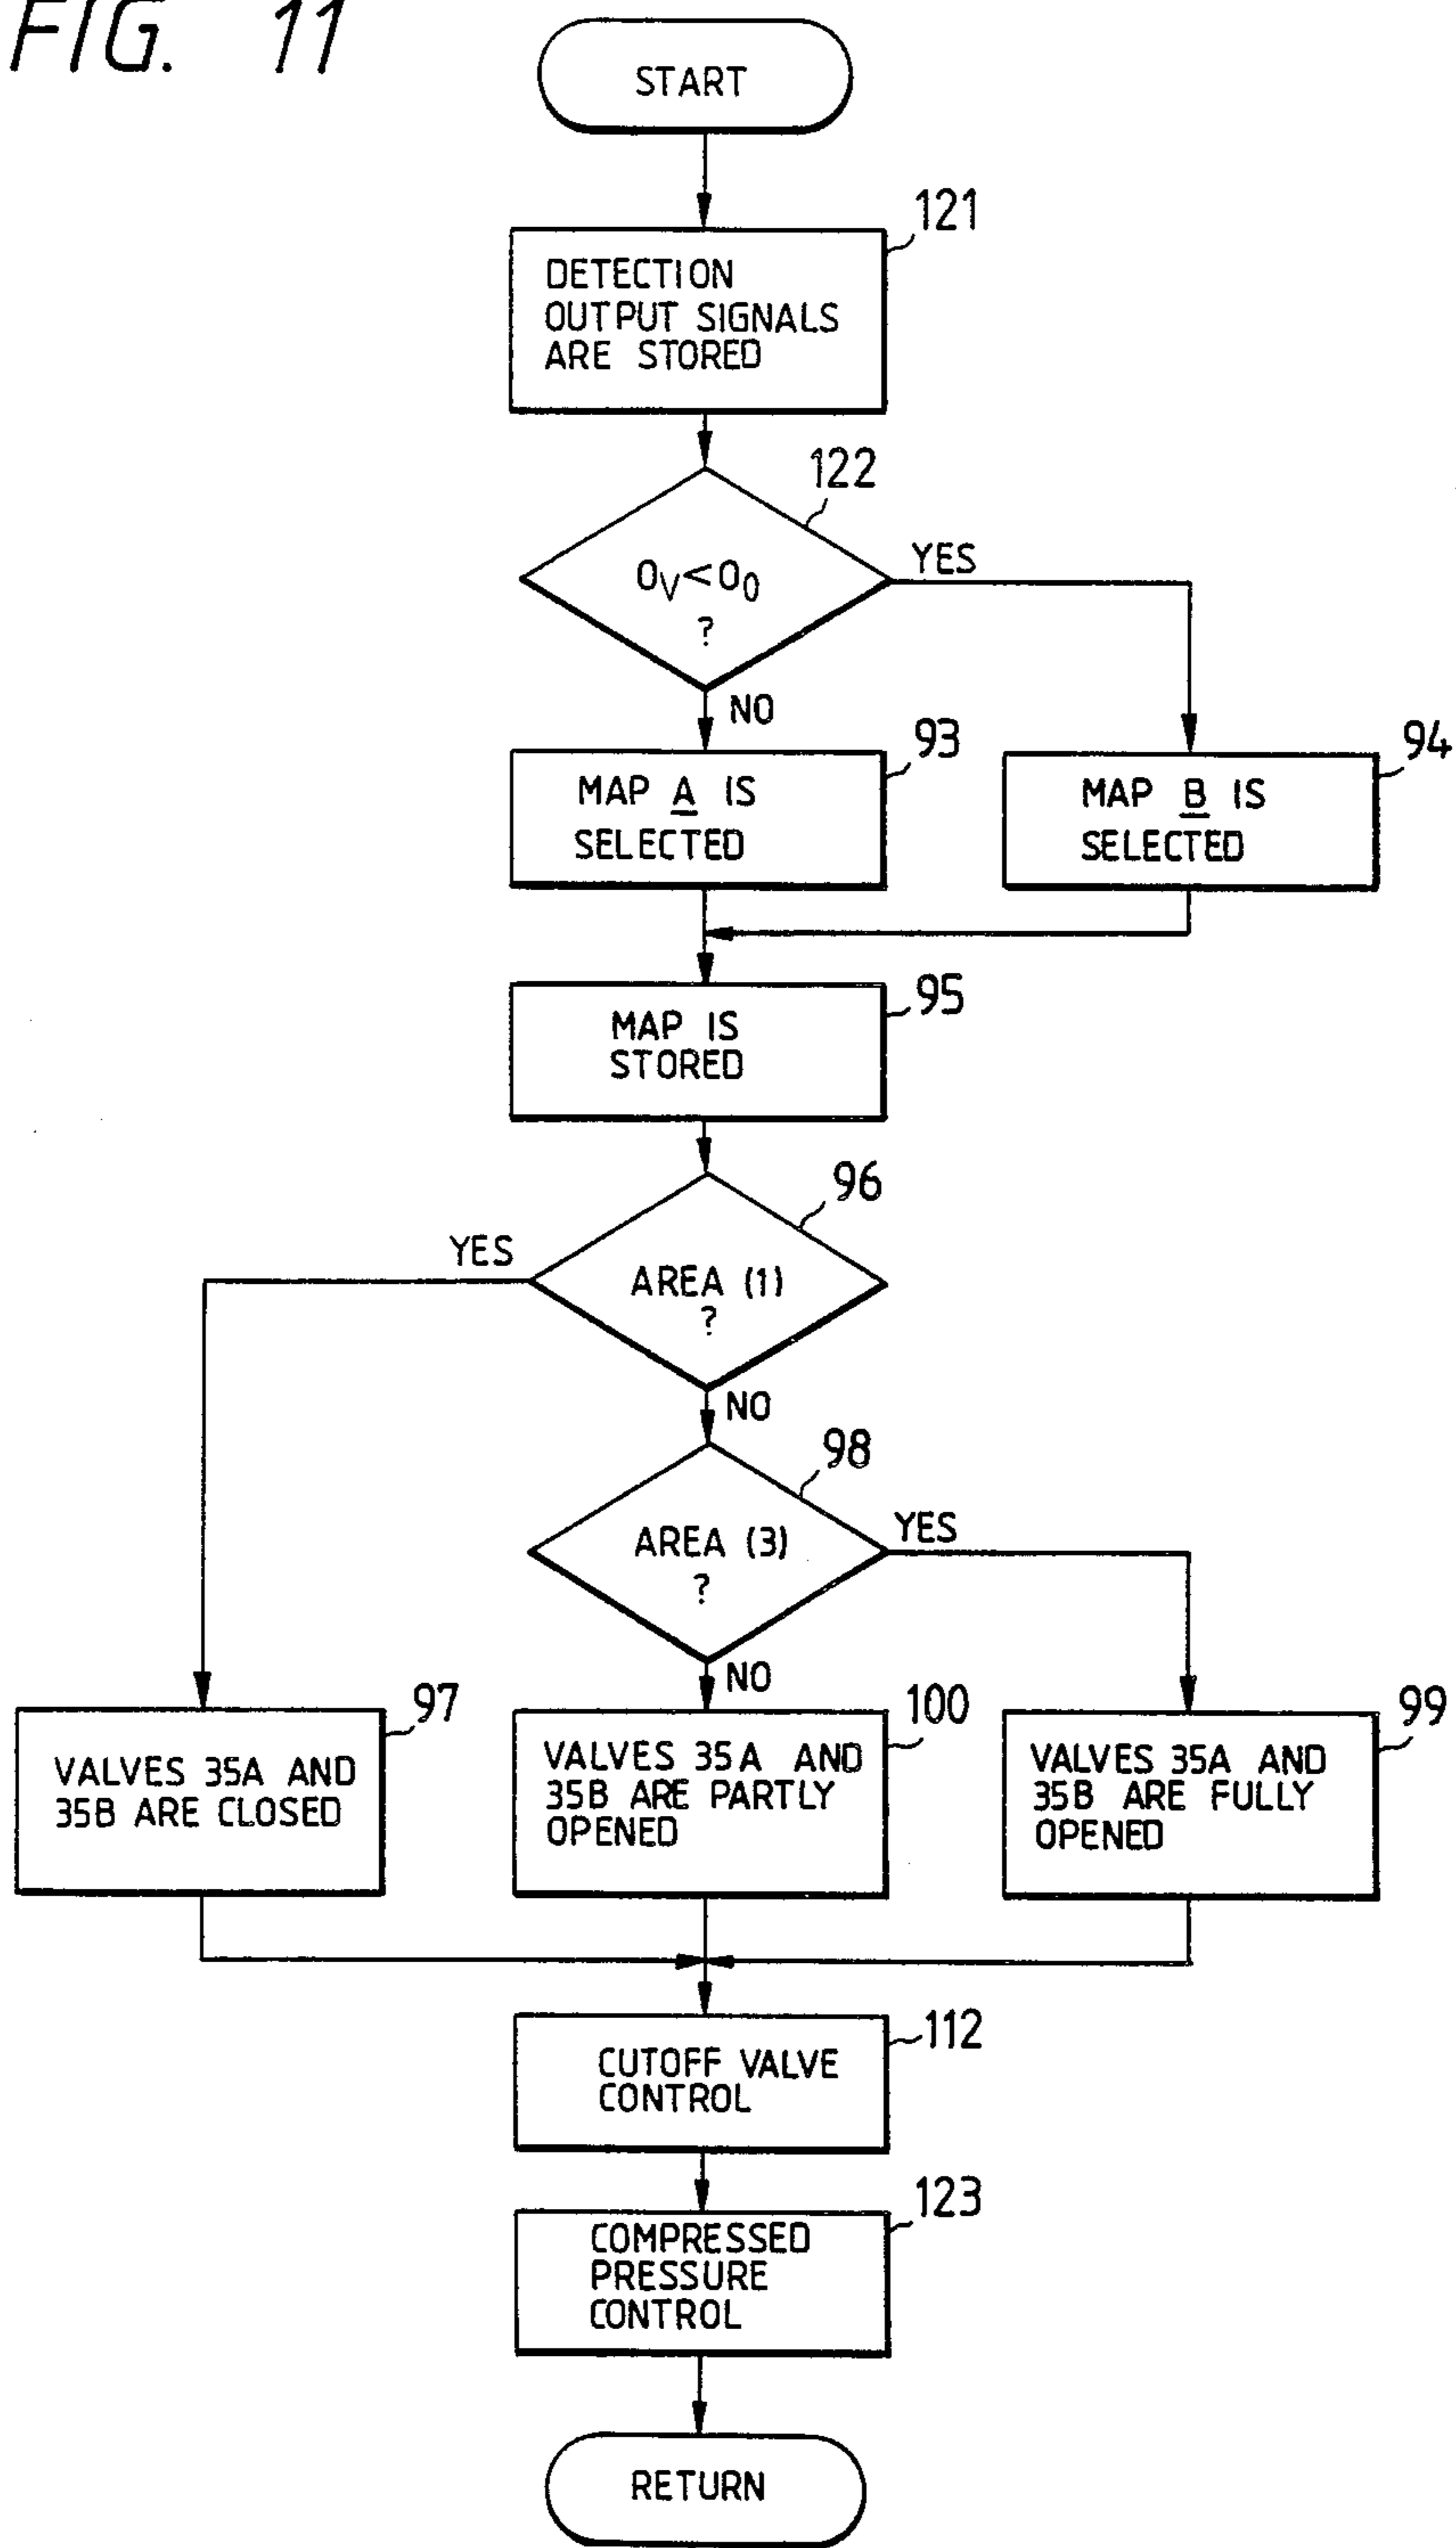 FIG. 11
START
121
DETECTION
OUTPUT SIGNALS
ARE STORED
122
O_V<O_0
?
YES
NO
93
MAP A IS
SELECTED
94
MAP B IS
SELECTED
95
MAP IS
STORED
96
YES
AREA (1)
?
NO
98
AREA (3)
?
YES
NO
97
VALVES 35A AND
35B ARE CLOSED
100
VALVES 35A AND
35B ARE PARTLY
OPENED
99
VALVES 35A AND
35B ARE FULLY
OPENED
112
CUTOFF VALVE
CONTROL
123
COMPRESSED
PRESSURE
CONTROL
RETURN